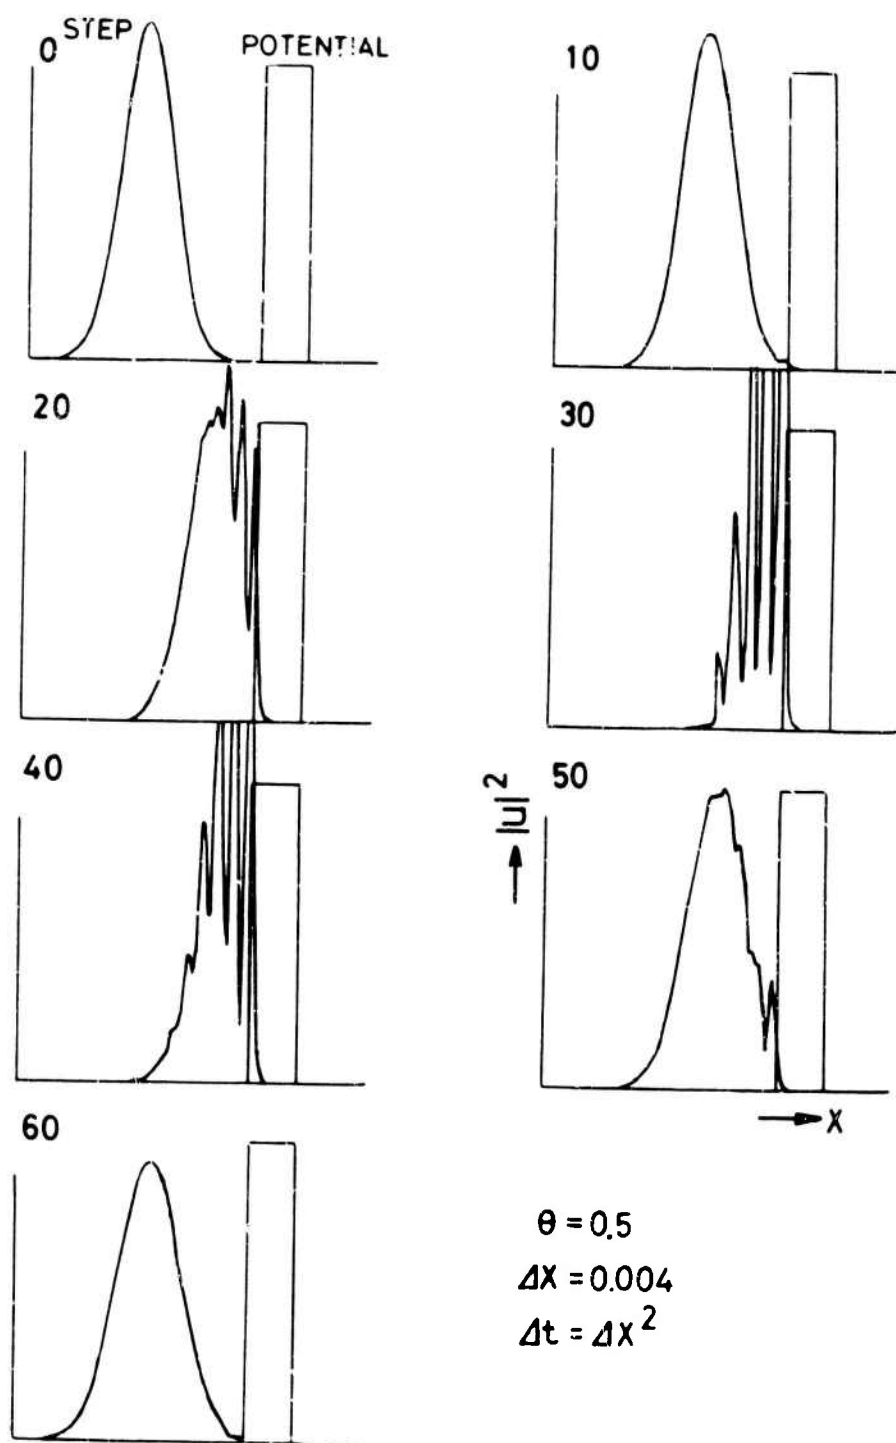 0 STEP POTENTIAL
10
20
30
40
50
|u|²
X
60
θ = 0.5
ΔX = 0.004
Δt = ΔX²